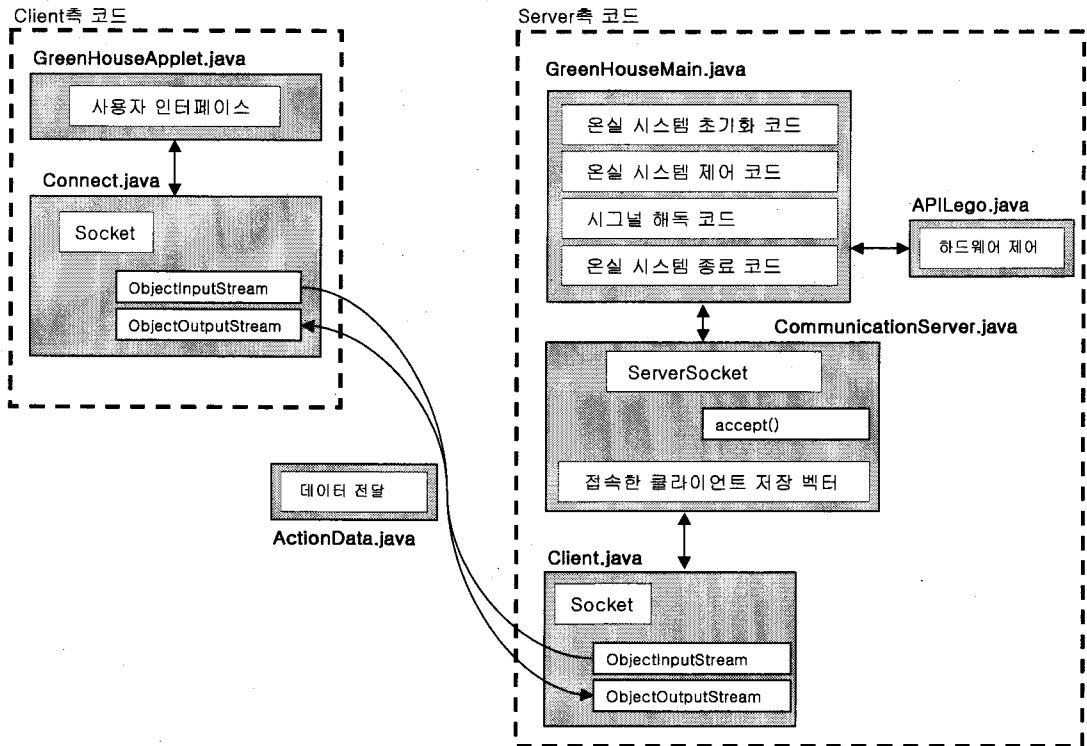 Client측 코드
GreenHouseApplet.java
사용자 인터페이스
Connect.java
Socket
ObjectInputStream
ObjectOutputStream
데이터 전달
ActionData.java
Server측 코드
GreenHouseMain.java
온실 시스템 초기화 코드
온실 시스템 제어 코드
시그널 해독 코드
온실 시스템 종료 코드
APILego.java
하드웨어 제어
CommunicationServer.java
ServerSocket
accept()
접속한 클라이언트 저장 벡터
Client.java
Socket
ObjectInputStream
ObjectOutputStream